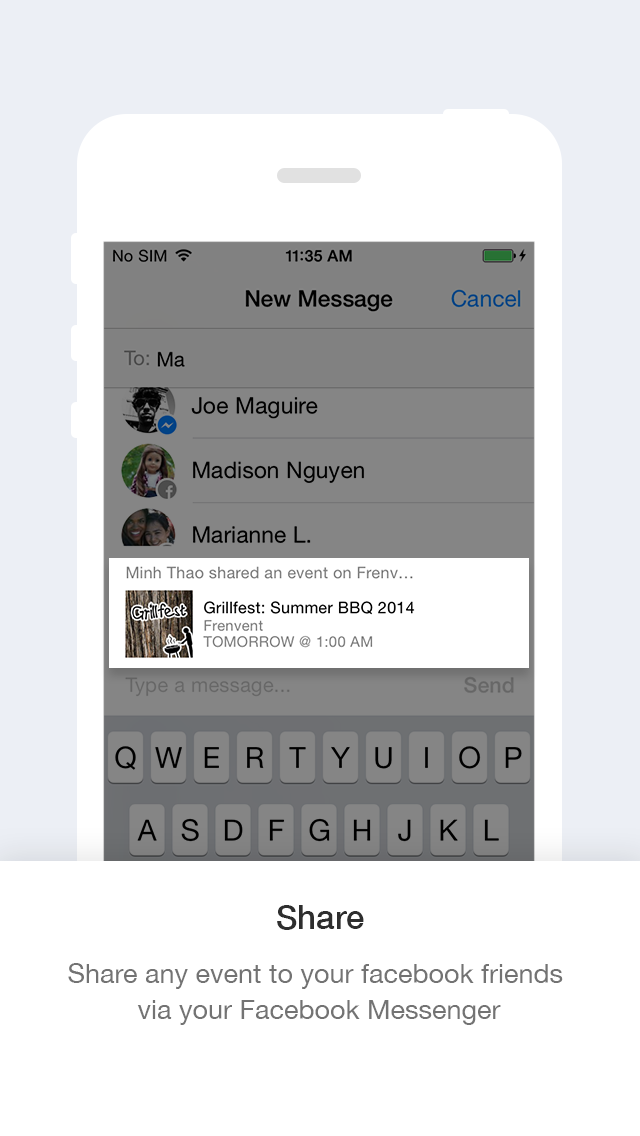 No SIM 11:35 AM
New Message Cancel
To: Ma
Joe Maguire
Madison Nguyen
Marianne L.
Minh Thao shared an event on Frenv...
Grillfest
Grillfest: Summer BBQ 2014
Frenvent
TOMORROW @ 1:00 AM
Type a message... Send
Q W E R T Y U I O P
A S D F G H J K L
Share
Share any event to your facebook friends
via your Facebook Messenger